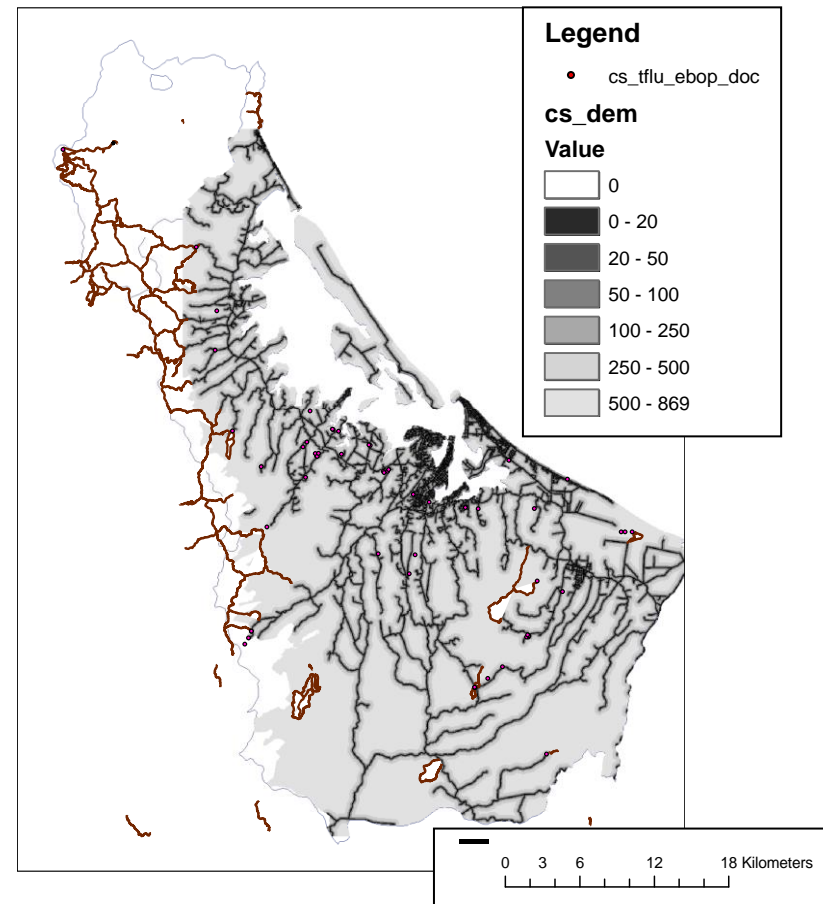 Legend
cs_tflu_ebop_doc
cs_dem
Value
0
0 - 20
20 - 50
50 - 100
100 - 250
250 - 500
500 - 869
0 3 6 12 18 Kilometers